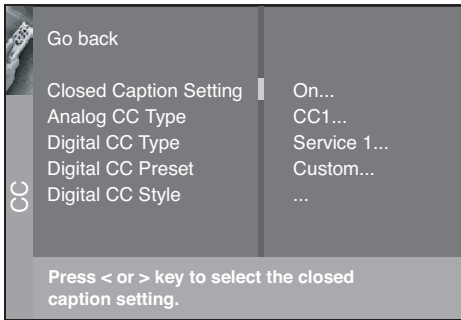 Go back
Closed Caption Setting On...
Analog CC Type CC1...
Digital CC Type Service 1...
Digital CC Preset Custom...
Digital CC Style ...
CC
Press < or > key to select the closed
caption setting.